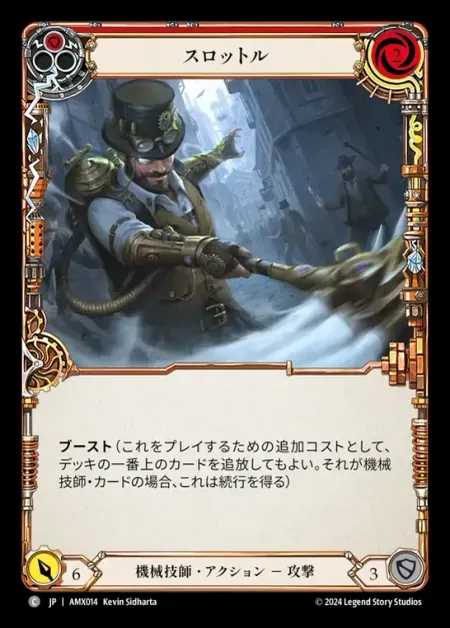 スロットル
2
ブースト(これをプレイするための追加コストとして、
デッキの一番上のカードを追放してもよい。それが機械
技師・カードの場合、これは続行を得る)
6
機械技師・アクション － 攻撃
3
C JP | AMX014 Kevin Sidharta
© 2024 Legend Story Studios